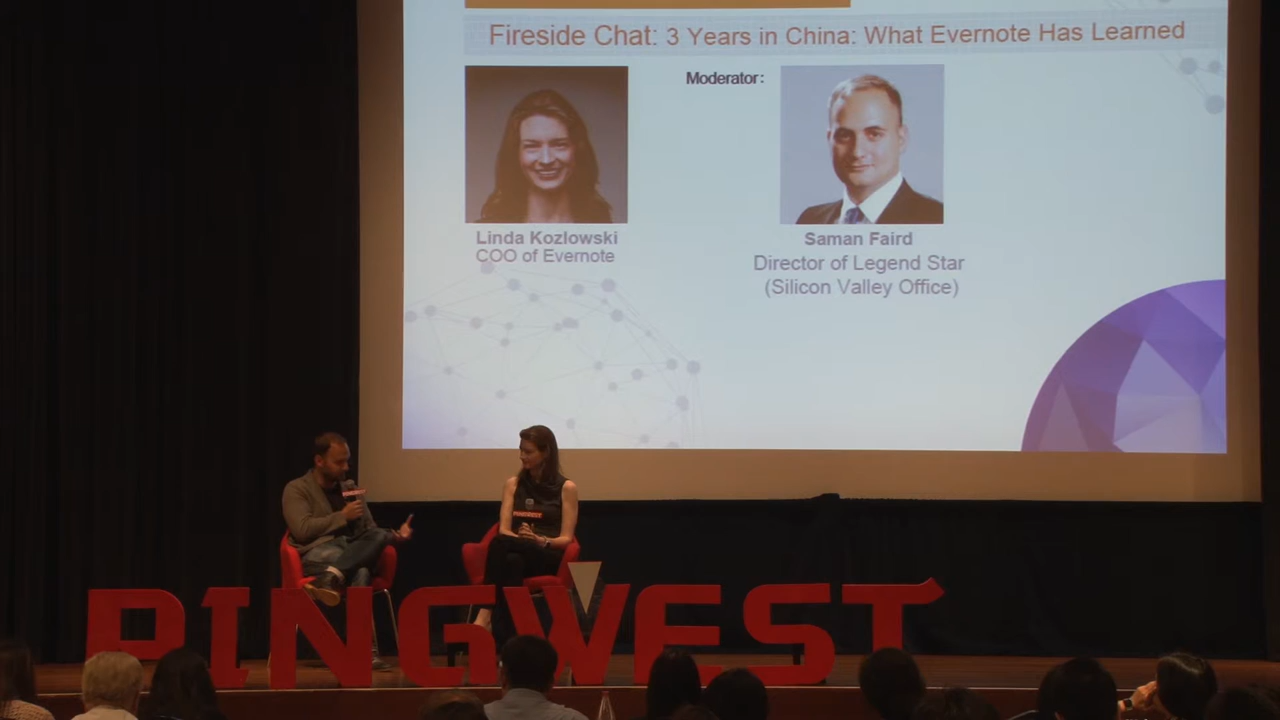 Fireside Chat: 3 Years in China: What Evernote Has Learned
Moderator:
Linda Kozlowski
COO of Evernote
Saman Faird
Director of Legend Star
(Silicon Valley Office)
PINGWEST